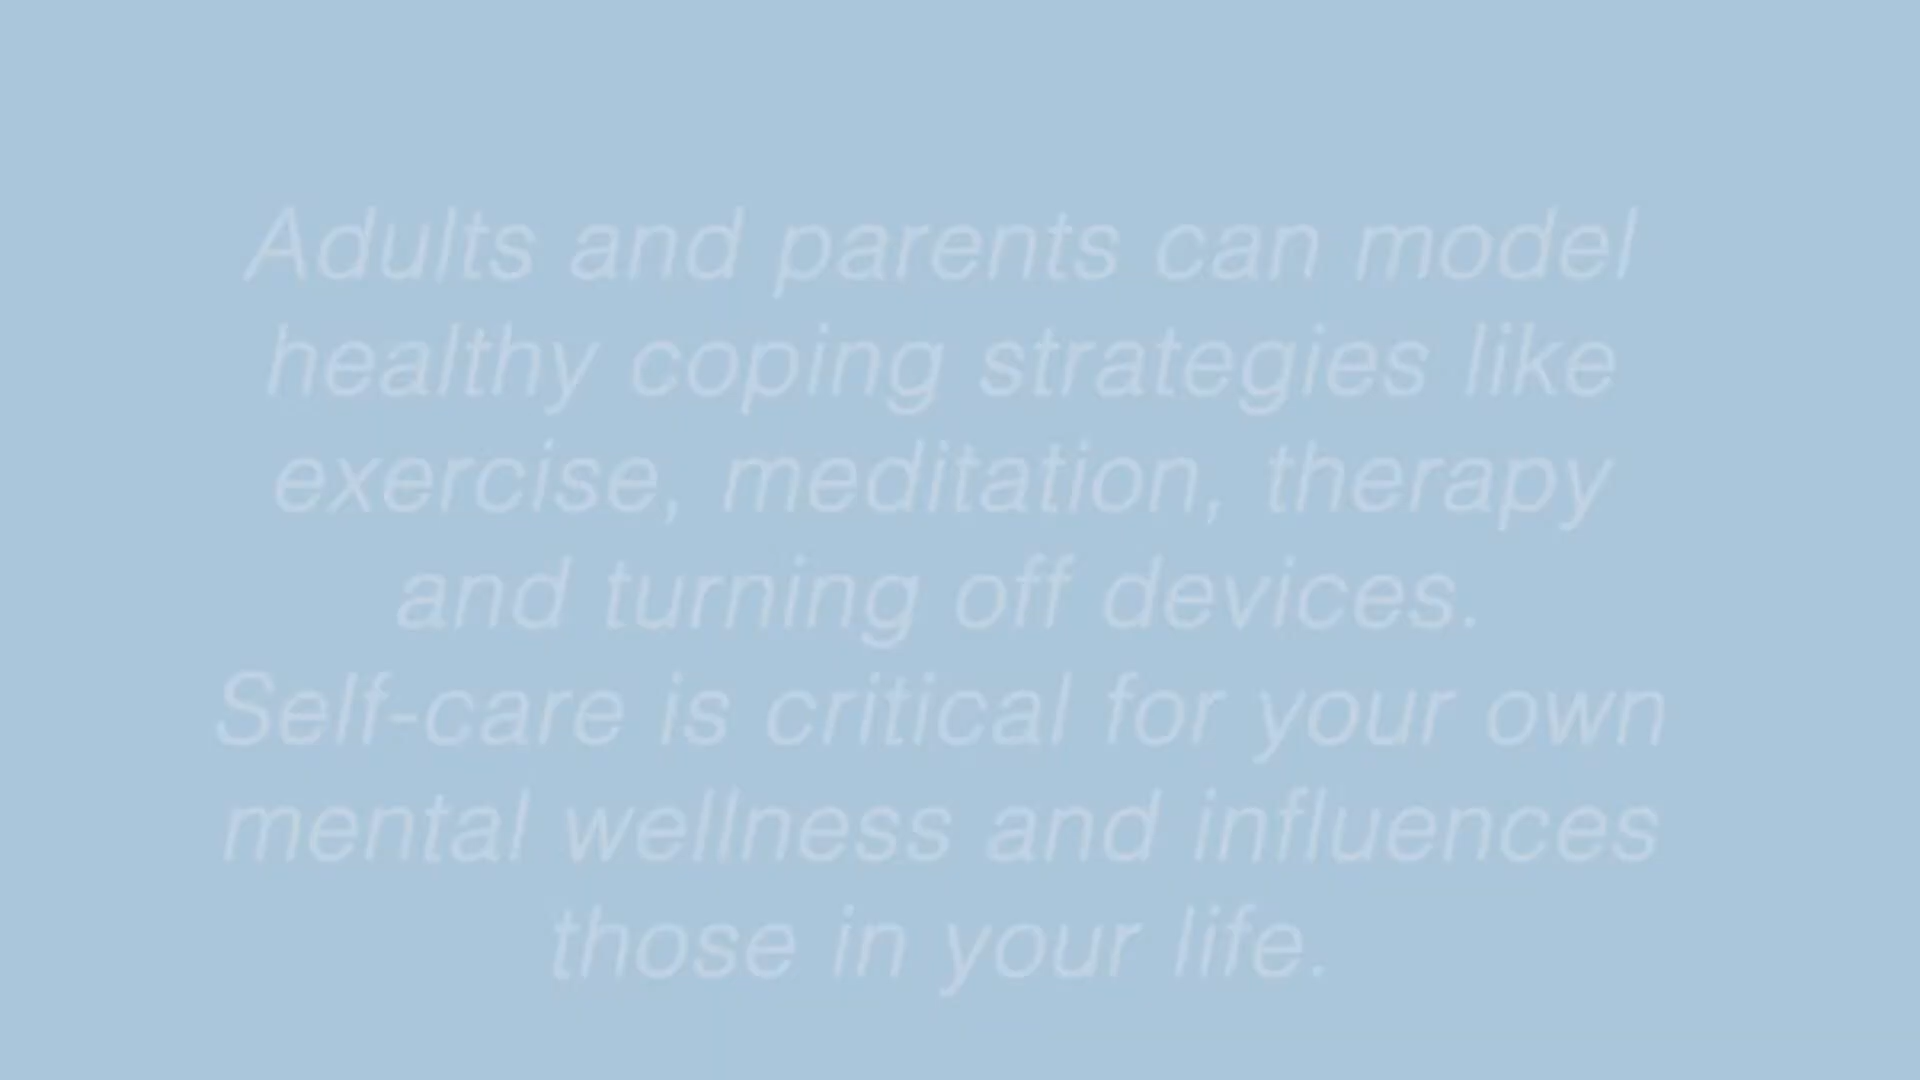 Adults and parents can model
healthy coping strategies like
exercise, meditation, therapy
and turning off devices.
Self-care is critical for your own
mental wellness and influences
those in your life.